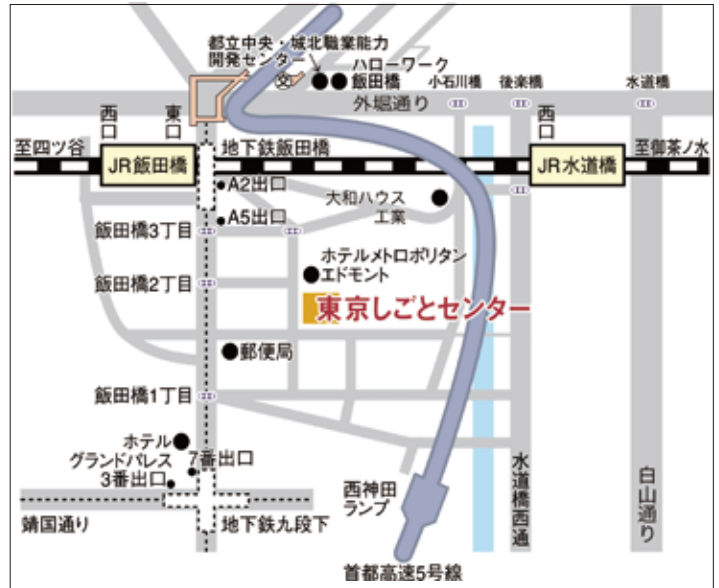 都立中央・城北職業能力
開発センター
ハローワーク
飯田橋
小石川橋
後楽橋
水道橋
外堀通り
西口
東口
西口
至四ツ谷
地下鉄飯田橋
至御茶ノ水
JR飯田橋
JR水道橋
A2出口
大和ハウス
工業
A5出口
飯田橋3丁目
ホテルメトロポリタン
エドモント
飯田橋2丁目
東京しごとセンター
郵便局
飯田橋1丁目
ホテル
グランドパレス
7番出口
3番出口
西神田
ランプ
水道橋西通
白山通り
靖国通り
地下鉄九段下
首都高速5号線